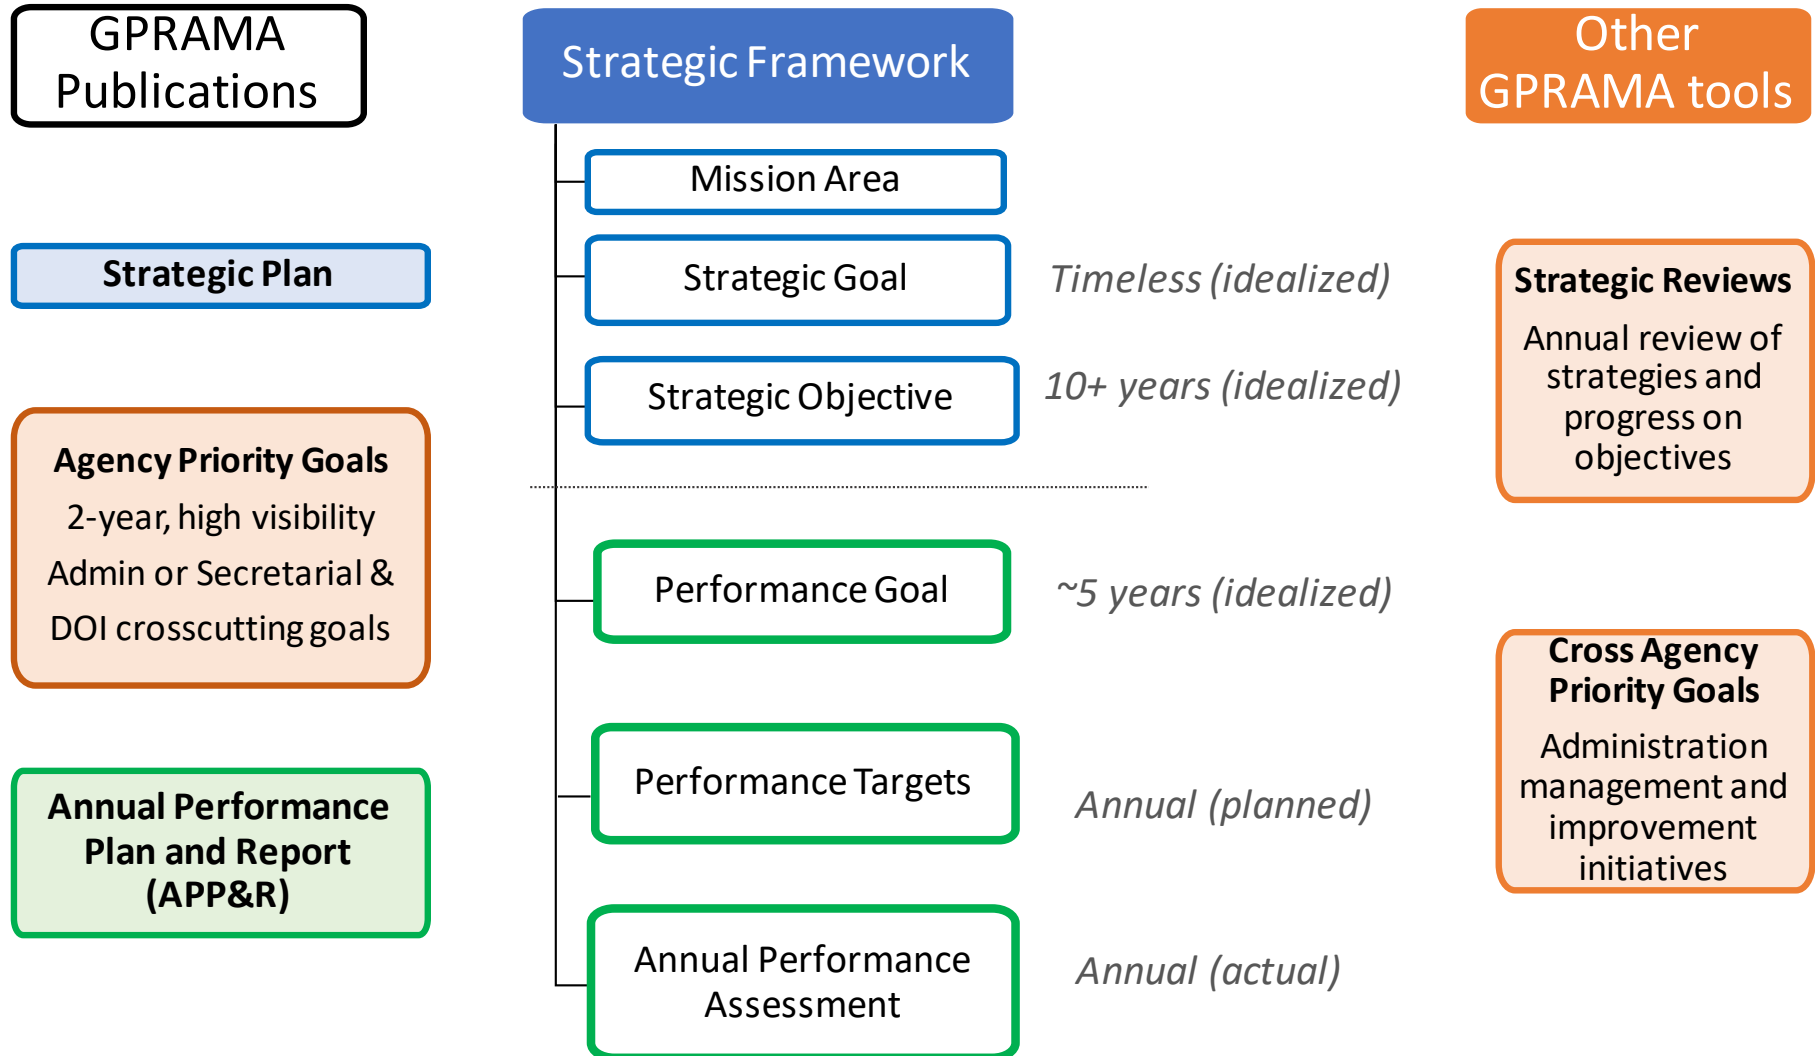 GPRAMA
Publications
Strategic Plan
Agency Priority Goals
2-year, high visibility
Admin or Secretarial &
DOI crosscutting goals
Annual Performance
Plan and Report
(APP&R)
Strategic Framework
Mission Area
Strategic Goal
Timeless (idealized)
Strategic Objective
10+ years (idealized)
Performance Goal
~5 years (idealized)
Performance Targets
Annual (planned)
Annual Performance
Assessment
Annual (actual)
Other
GPRAMA tools
Strategic Reviews
Annual review of
strategies and
progress on
objectives
Cross Agency
Priority Goals
Administration
management and
improvement
initiatives